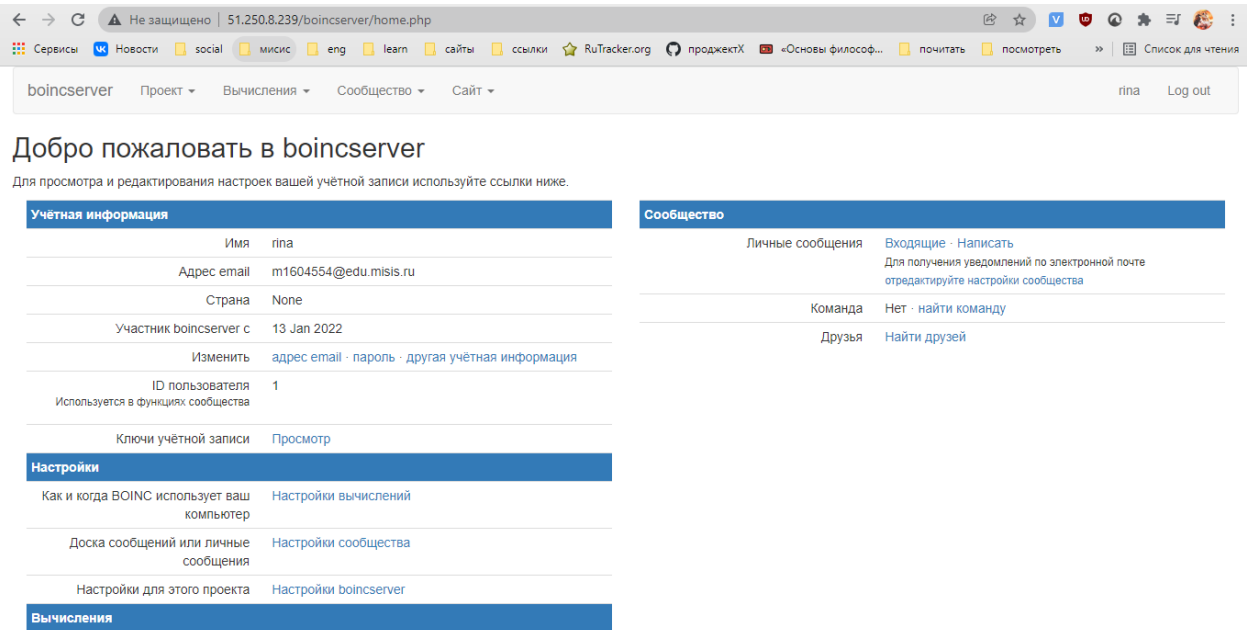 Не защищено | 51.250.8.239/boincserver/home.php
Сервисы Новости social мисис eng learn сайты ссылки RuTracker.org проджектX «Основы философ... почитать посмотреть » Список для чтения
boincserver Проект Вычисления Сообщество Сайт rina Log out
Добро пожаловать в boincserver
Для просмотра и редактирования настроек вашей учётной записи используйте ссылки ниже.
Учётная информация
Имя rina
Адрес email m1604554@edu.misis.ru
Страна None
Участник boincserver с 13 Jan 2022
Изменить адрес email · пароль · другая учётная информация
ID пользователя 1
Используется в функциях сообщества
Ключи учётной записи Просмотр
Настройки
Как и когда BOINC использует ваш Настройки вычислений
компьютер
Доска сообщений или личные Настройки сообщества
сообщения
Настройки для этого проекта Настройки boincserver
Вычисления
Сообщество
Личные сообщения Входящие · Написать
Для получения уведомлений по электронной почте
отредактируйте настройки сообщества
Команда Нет · найти команду
Друзья Найти друзей